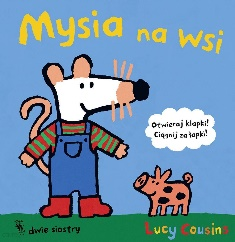 Mysia na wsi
Otwieraj klapki!
Ciągnij za łapki!
dwie siostry
Lucy Cousins